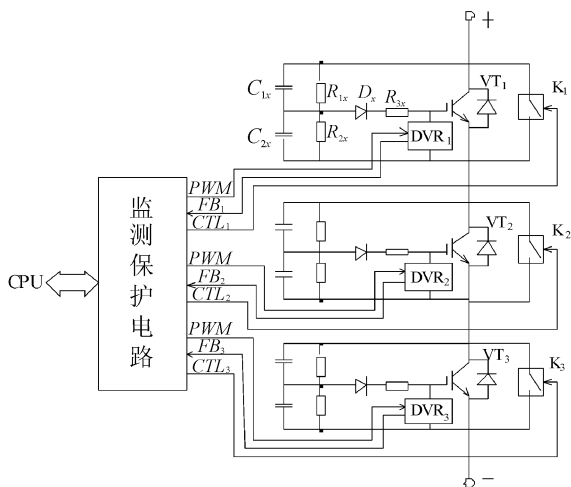 +
C1x
R1x
Dx
R3x
VT1
K1
C2x
R2x
DVR1
PWM
FB1
CTL1
监测保护电路
CPU
VT2
K2
PWM
FB2
CTL2
DVR2
PWM
FB3
CTL3
VT3
K3
DVR3
−